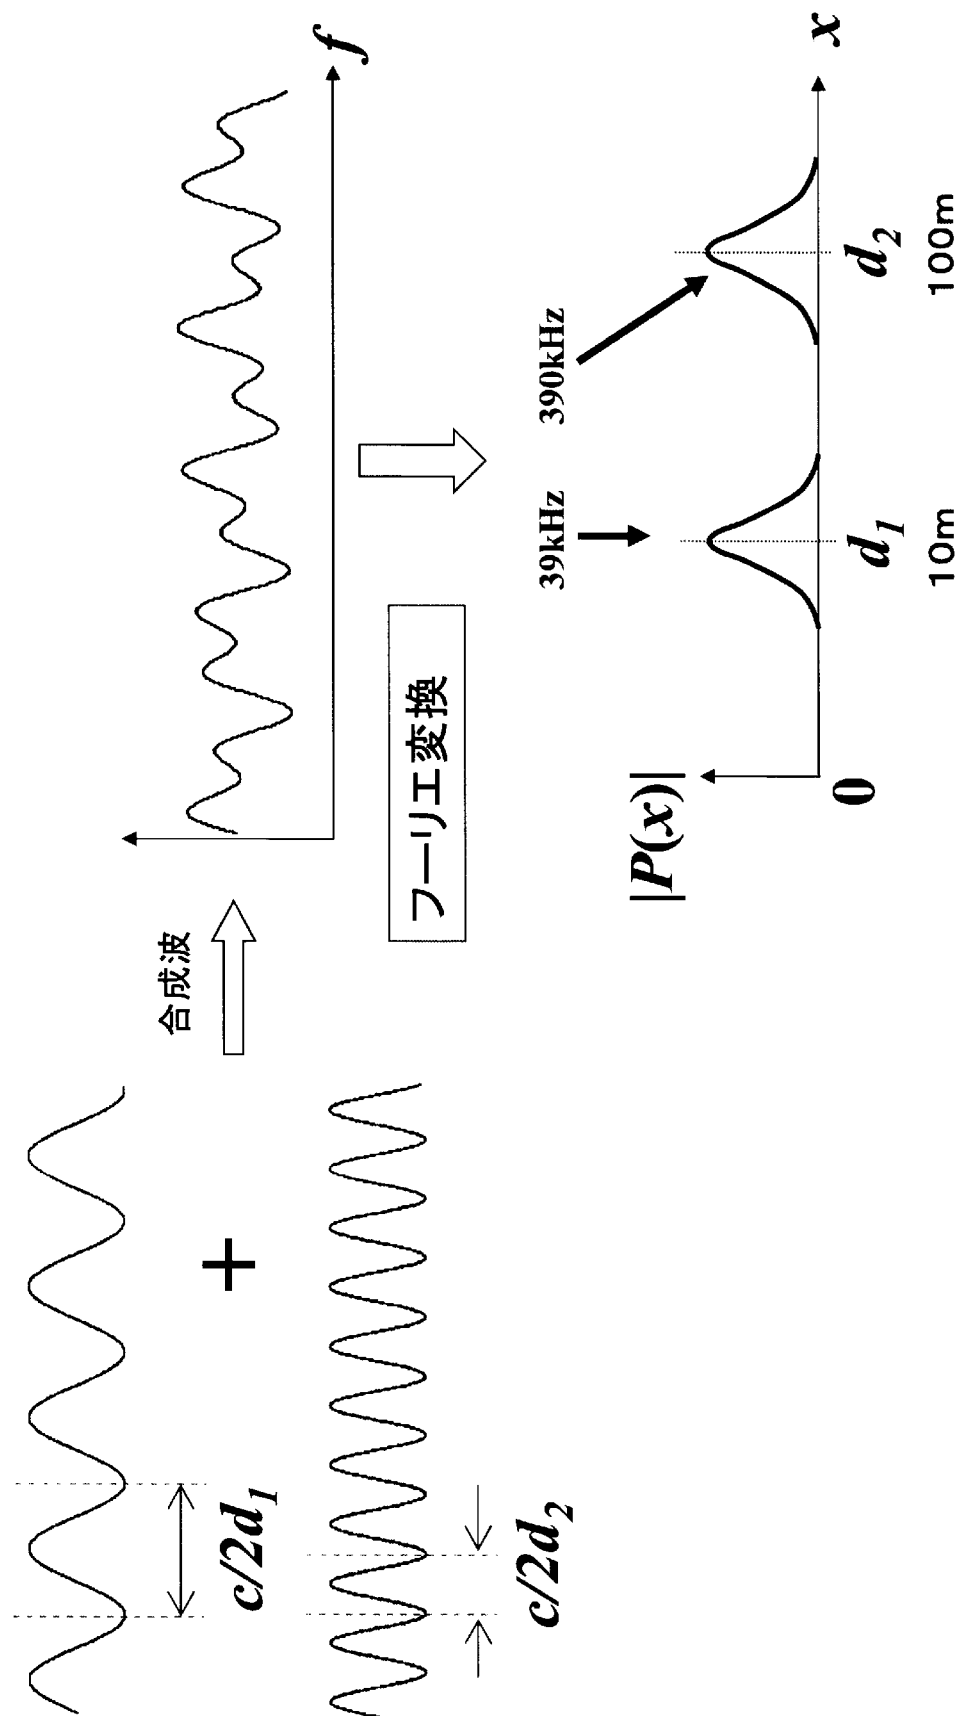 c/2d₁
+
c/2d₂
合成波
f
フーリエ変換
|P(x)|
39kHz
390kHz
0
d₁
d₂
x
10m
100m